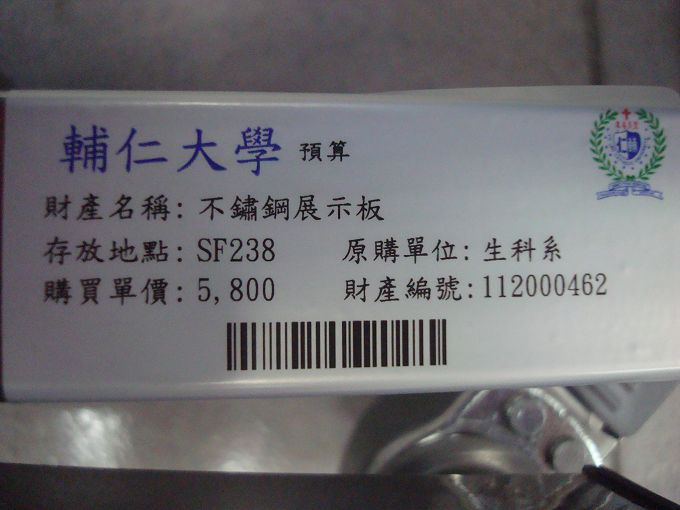 輔仁大學 預算
財產名稱: 不鏽鋼展示板
存放地點: SF238 原購單位: 生科系
購買單價: 5,800 財產編號: 112000462